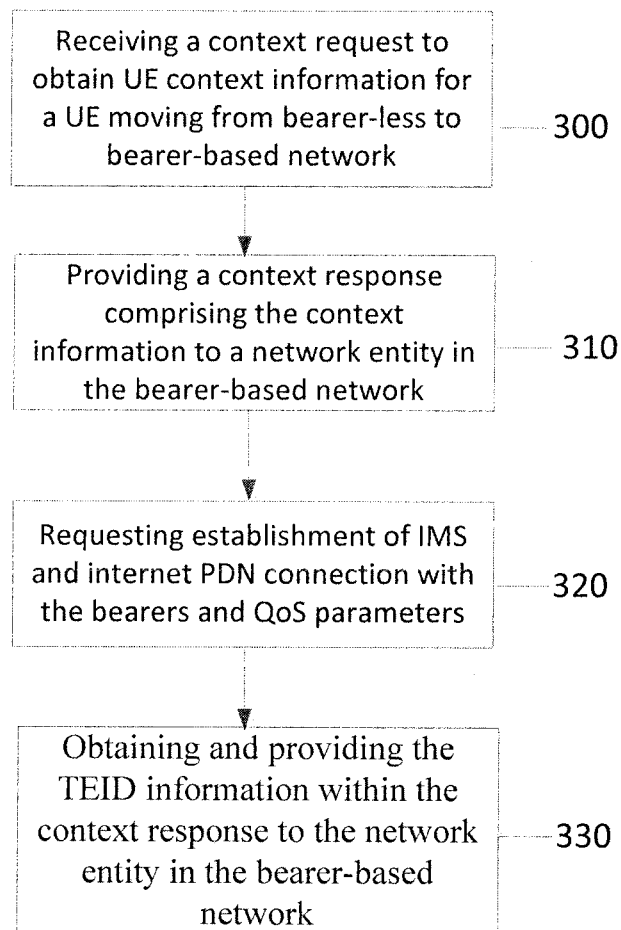 Receiving a context request to
obtain UE context information for
a UE moving from bearer-less to
bearer-based network
300
Providing a context response
comprising the context
information to a network entity in
the bearer-based network
310
Requesting establishment of IMS
and internet PDN connection with
the bearers and QoS parameters
320
Obtaining and providing the
TEID information within the
context response to the network
entity in the bearer-based
network
330